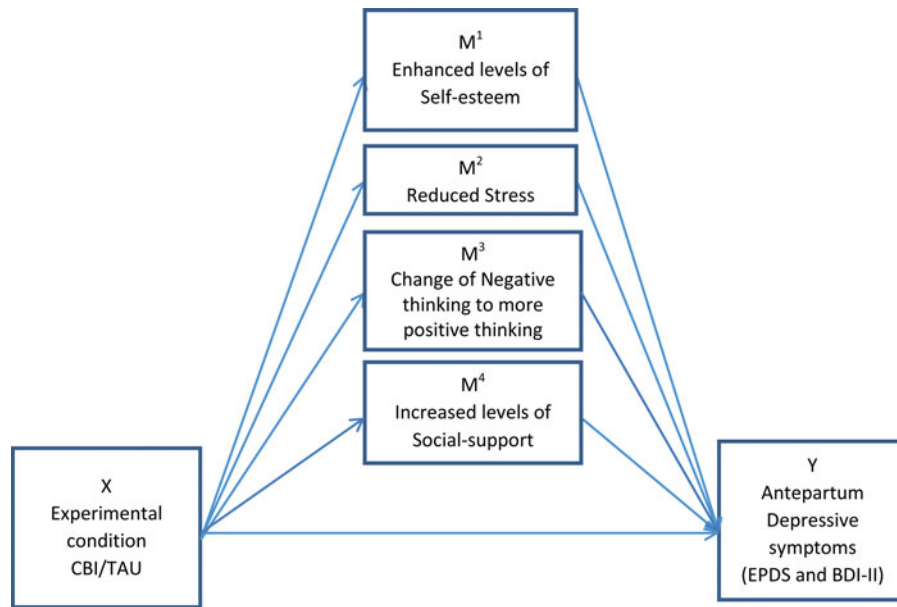 M¹
Enhanced levels of
Self-esteem
M²
Reduced Stress
M³
Change of Negative
thinking to more
positive thinking
M⁴
Increased levels of
Social-support
X
Experimental
condition
CBI/TAU
Y
Antepartum
Depressive
symptoms
(EPDS and BDI-II)